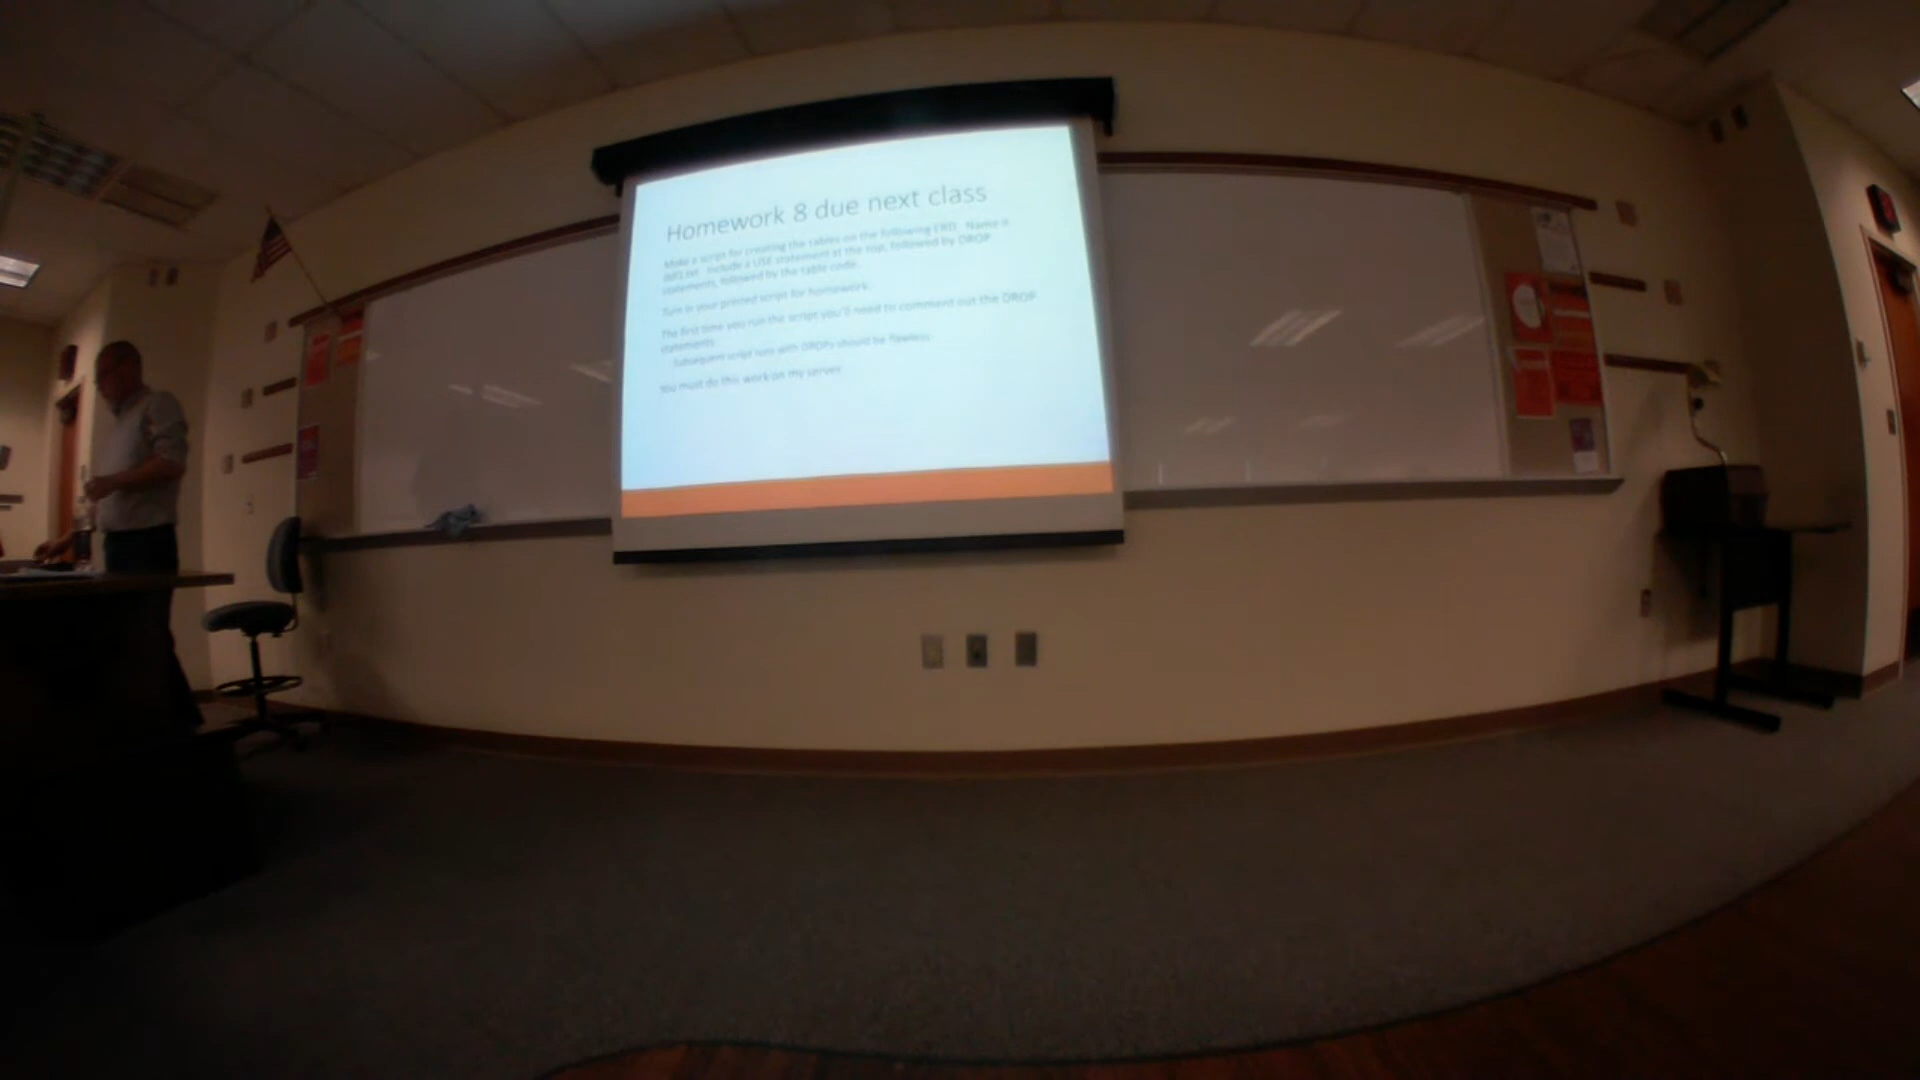 Homework 8 due next class
Make a script for creating the tables on the following ERD. Name it
Include a USE statement at the top, followed by DROP
statements, followed by the table code.
Turn in your printed script for homework.
The first time you run the script you'll need to comment out the DROP
statements.
Subsequent script runs with DROPs should be flawless.
You must do this work on my server.